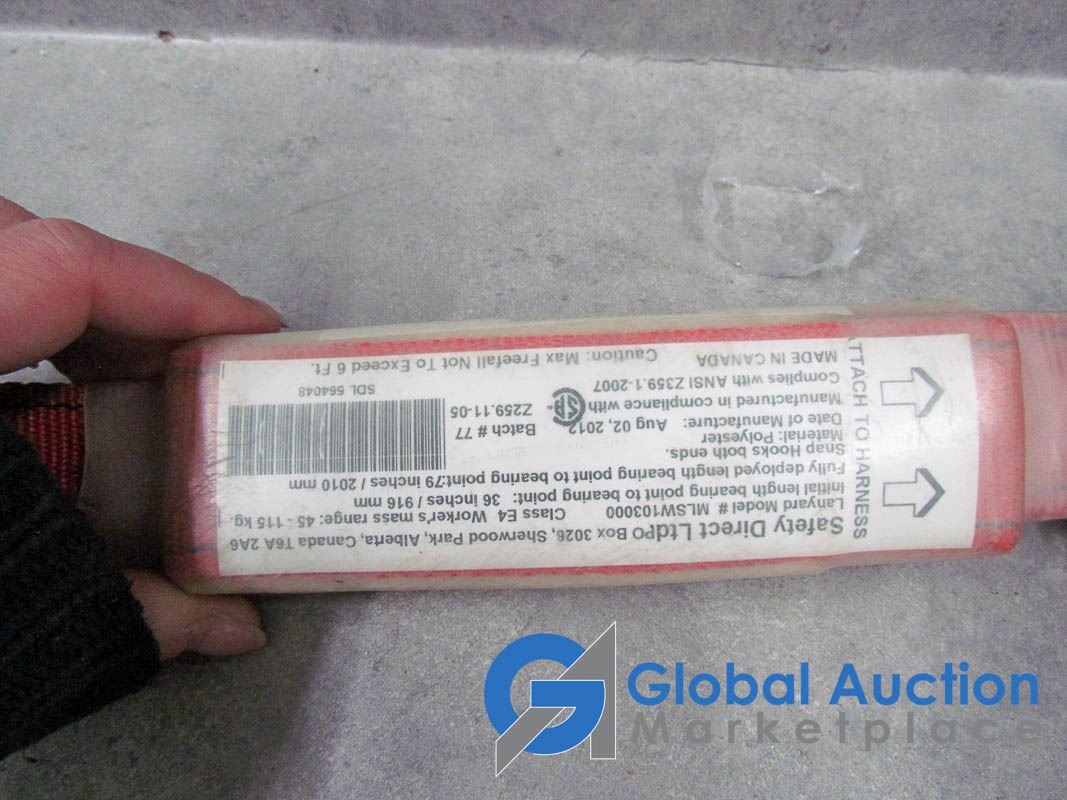 Safety Direct Ltd PO Box 3026, Sherwood Park, Alberta, Canada T6A 2A6
Lanyard Model # MLSW103000 Class E4 Worker's mass range: 45 - 115 kg.
Initial length bearing point to bearing point: 36 inches / 916 mm
Fully deployed length bearing point to bearing point:79 inches / 2010 mm
Snap Hooks both ends.
Material: Polyester
Date of Manufacture: Aug 02, 2012 Batch # 77
Manufactured in compliance with Z259.11-05
Complies with ANSI Z359.1-2007
MADE IN CANADA Caution: Max Freefall Not To Exceed 6 Ft.
SDL 564048
ATTACH TO HARNESS
Global Auction
Marketplace